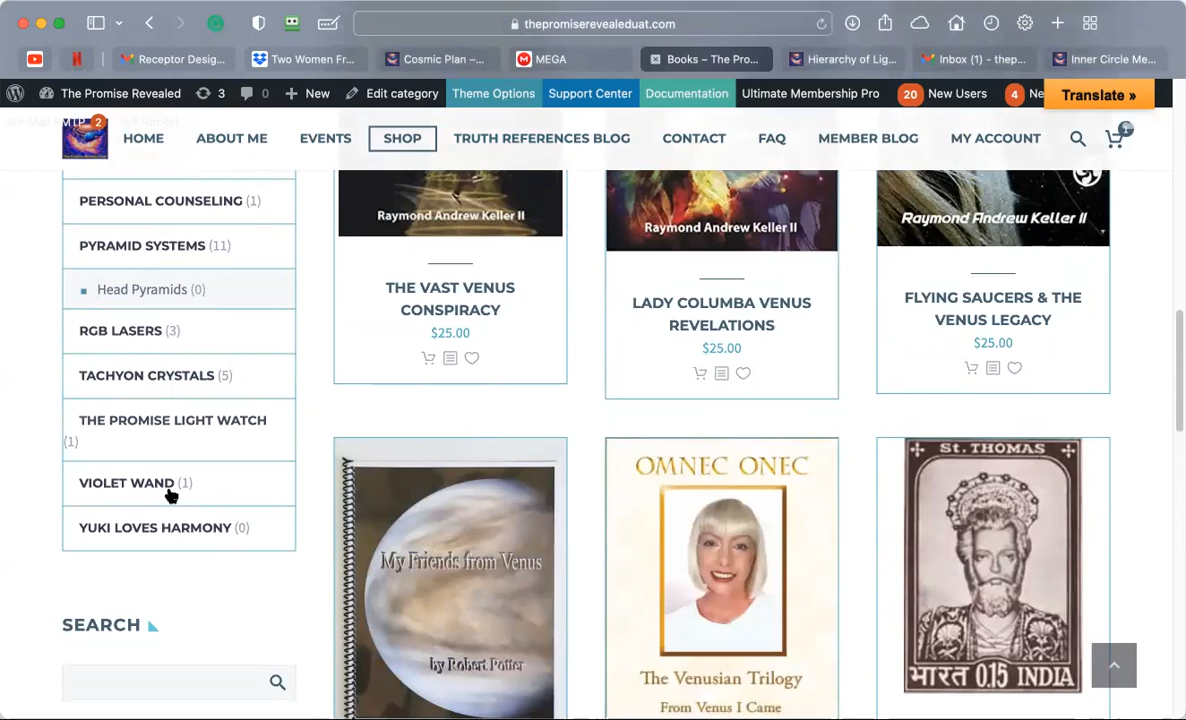 thepromiserevealeduat.com
Receptor Desig...
Two Women Fr...
Cosmic Plan –...
MEGA
Books – The Pro...
Hierarchy of Lig...
Inbox (1) - thep...
Inner Circle Me...
The Promise Revealed
3
0
New
Edit category
Theme Options
Support Center
Documentation
Ultimate Membership Pro
20
New Users
4
Ne
Translate »
2
HOME
ABOUT ME
EVENTS
SHOP
TRUTH REFERENCES BLOG
CONTACT
FAQ
MEMBER BLOG
MY ACCOUNT
1
PERSONAL COUNSELING (1)
PYRAMID SYSTEMS (11)
Head Pyramids (0)
RGB LASERS (3)
TACHYON CRYSTALS (5)
THE PROMISE LIGHT WATCH
(1)
VIOLET WAND (1)
YUKI LOVES HARMONY (0)
SEARCH
Raymond Andrew Keller II
THE VAST VENUS
CONSPIRACY
$25.00
Raymond Andrew Keller II
LADY COLUMBA VENUS
REVELATIONS
$25.00
Raymond Andrew Keller II
FLYING SAUCERS & THE
VENUS LEGACY
$25.00
My Friends from Venus
by Robert Potter
OMNEC ONEC
The Venusian Trilogy
From Venus I Came
St. THOMAS
भारत 0.15 INDIA